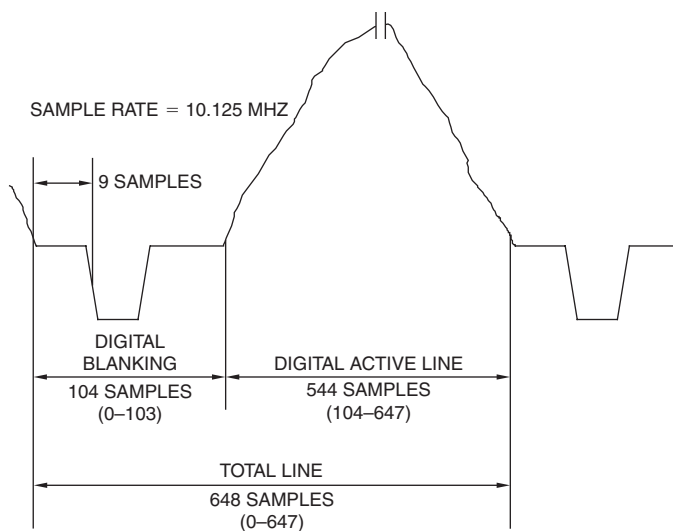 SAMPLE RATE = 10.125 MHZ
9 SAMPLES
DIGITAL
BLANKING
104 SAMPLES
(0–103)
DIGITAL ACTIVE LINE
544 SAMPLES
(104–647)
TOTAL LINE
648 SAMPLES
(0–647)